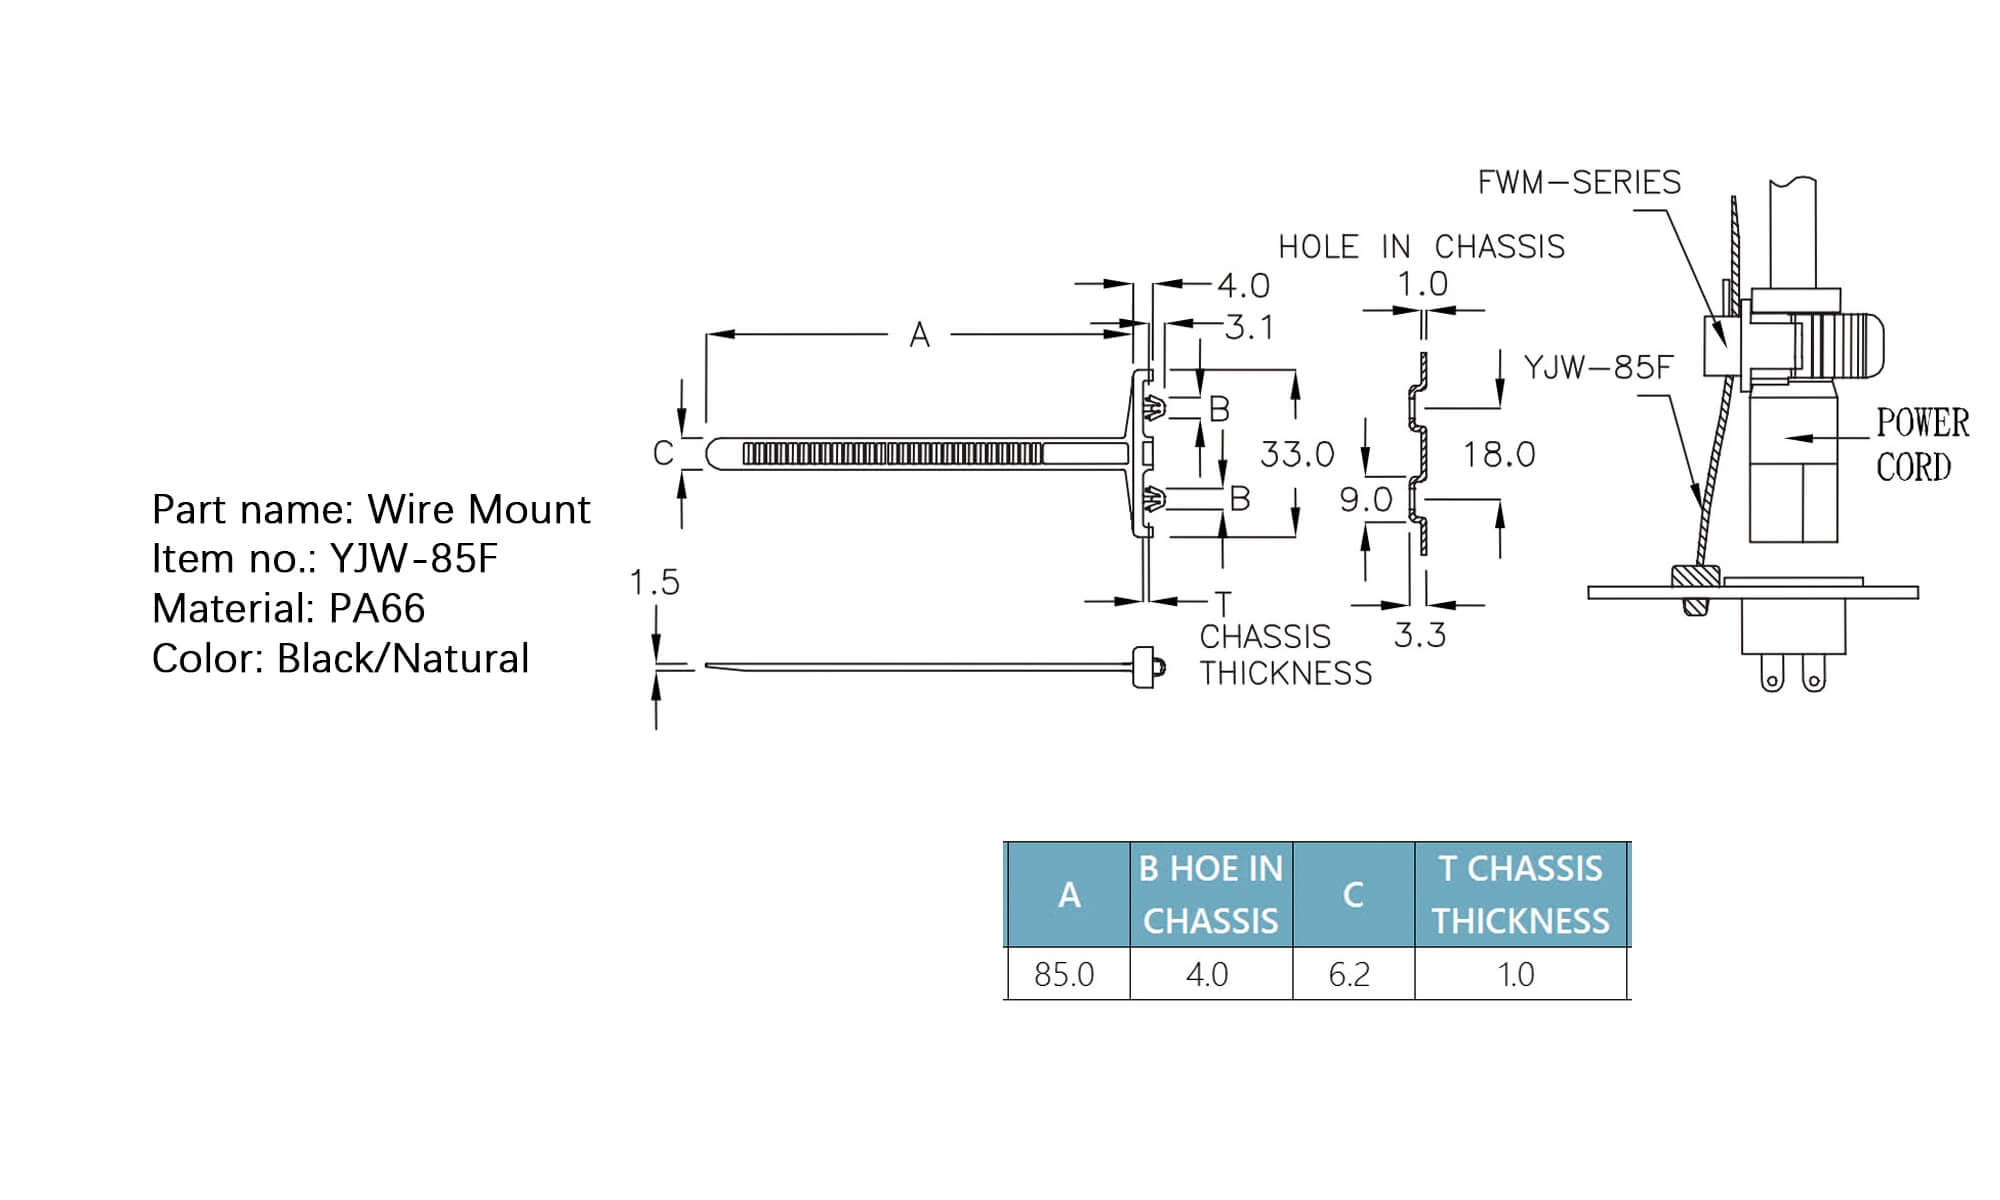 Part name: Wire Mount
Item no.: YJW-85F
Material: PA66
Color: Black/Natural
FWM-SERIES
HOLE IN CHASSIS
4.0
1.0
3.1
A
YJW-85F
B
POWER
CORD
C
33.0
18.0
B
9.0
1.5
T
CHASSIS
THICKNESS
3.3
A
B HOE IN
CHASSIS
C
T CHASSIS
THICKNESS
85.0 4.0 6.2 1.0